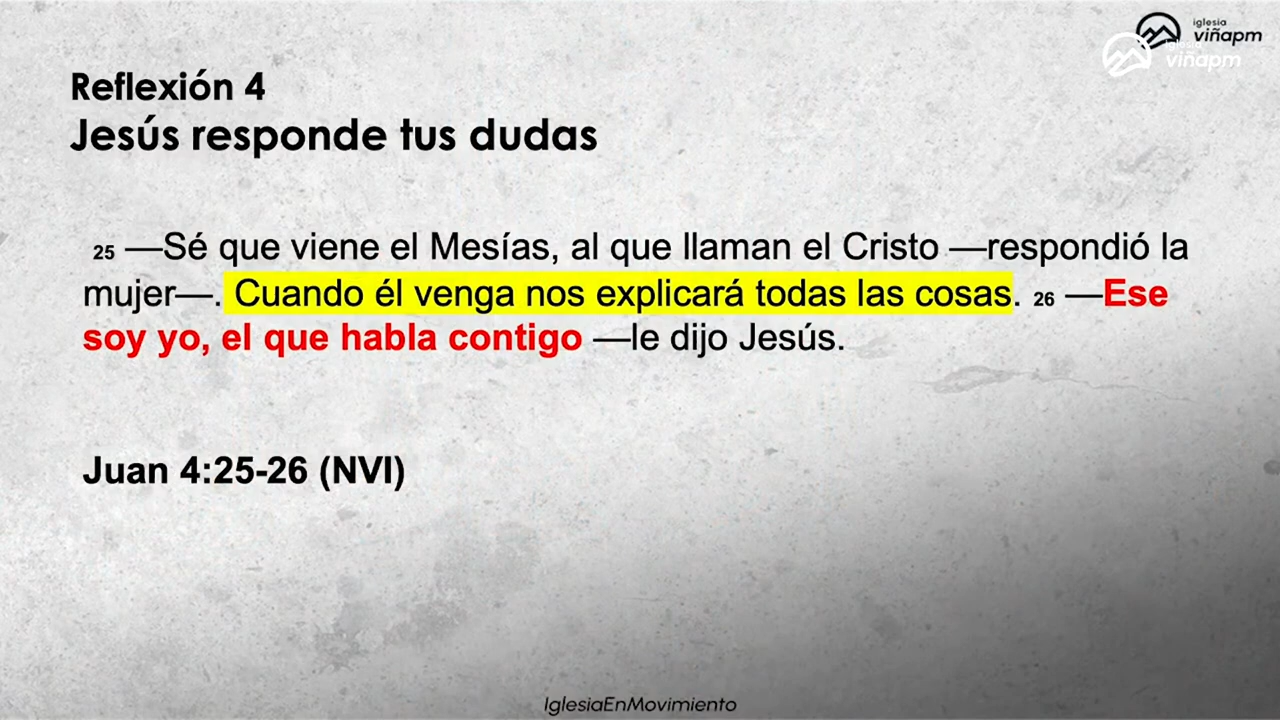 iglesia
viñapm
iglesia
viñapm
Reflexión 4
Jesús responde tus dudas
25 —Sé que viene el Mesías, al que llaman el Cristo —respondió la
mujer—. Cuando él venga nos explicará todas las cosas. 26 —Ese
soy yo, el que habla contigo —le dijo Jesús.
Juan 4:25-26 (NVI)
IglesiaEnMovimiento